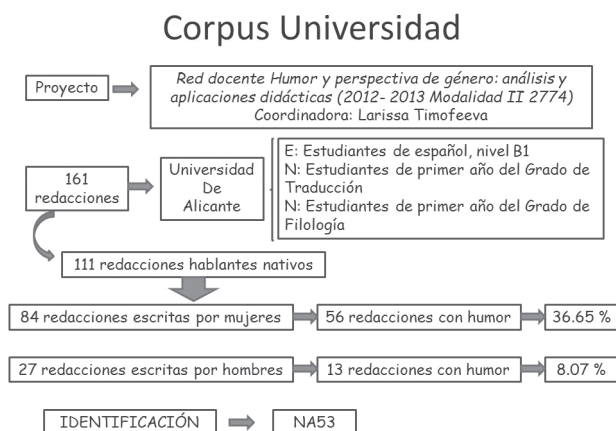 Corpus Universidad
Proyecto
Red docente Humor y perspectiva de género: análisis y
aplicaciones didácticas (2012- 2013 Modalidad II 2774)
Coordinadora: Larissa Timofeeva
161
redacciones
Universidad
De
Alicante
E: Estudiantes de español, nivel B1
N: Estudiantes de primer año del Grado de
Traducción
N: Estudiantes de primer año del Grado de
Filología
111 redacciones hablantes nativos
84 redacciones escritas por mujeres
56 redacciones con humor
36.65 %
27 redacciones escritas por hombres
13 redacciones con humor
8.07 %
IDENTIFICACIÓN
NA53